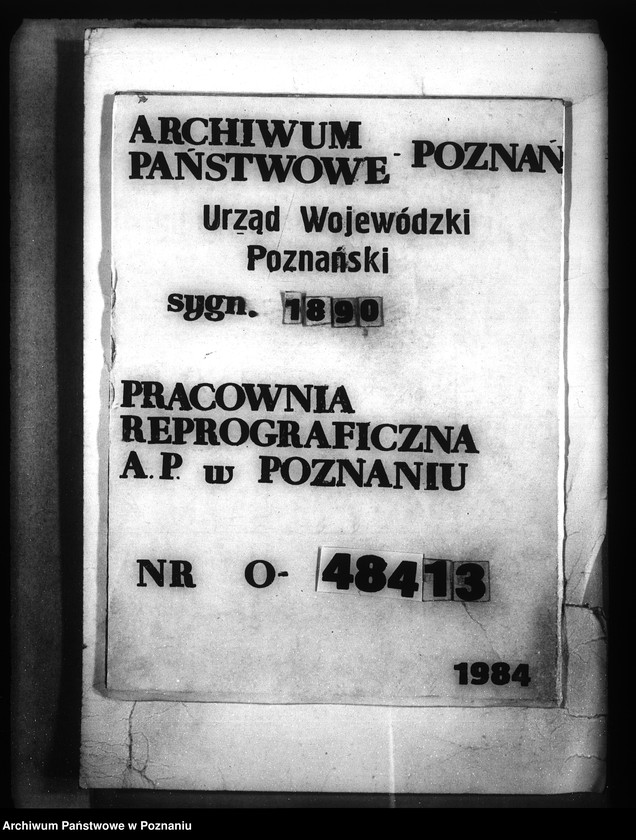 ARCHIWUM
PAŃSTWOWE - POZNAŃ
Urząd Wojewódzki
Poznański
sygn. 1890
PRACOWNIA
REPROGRAFICZNA
A.P. w POZNANIU
NR O- 48413
1984
Archiwum Państwowe w Poznaniu